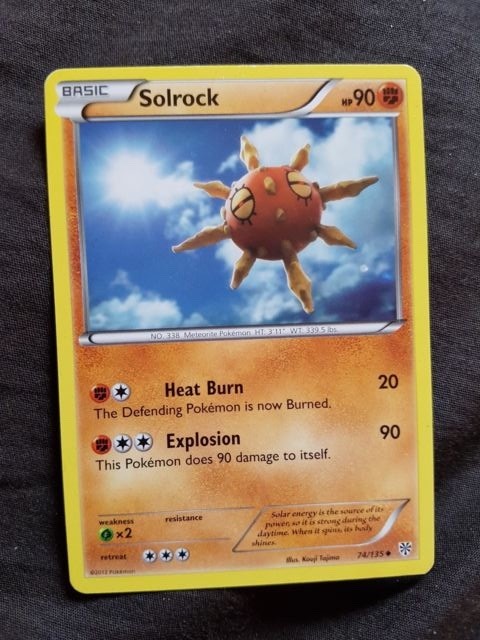 BASIC Solrock HP 90
NO. 338 Meteorite Pokémon HT: 3'11" WT: 339.5 lbs.
Heat Burn 20
The Defending Pokémon is now Burned.
Explosion 90
This Pokémon does 90 damage to itself.
weakness resistance
×2
retreat
Solar energy is the source of its
power, so it is strong during the
daytime. When it spins, its body
shines.
Illus. Kouji Tajima 74/135
©2012 Pokémon